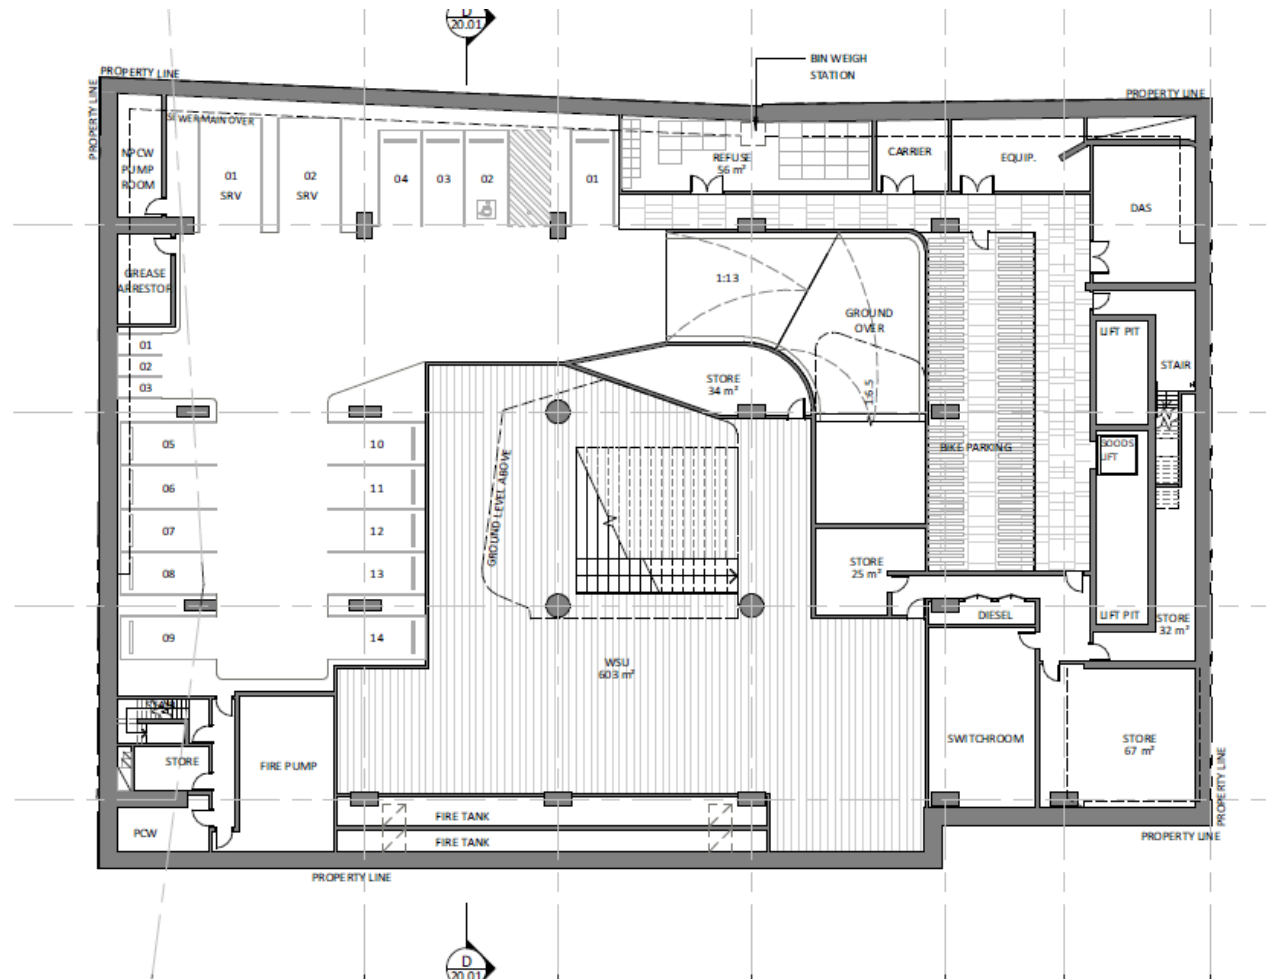 D
20.01
BIN WEIGH
STATION
PROPERTY LINE
PROPERTY LINE
PROPERTY LINE
SEWER MAIN OVER
NPCW
PUMP
ROOM
01
SRV
02
SRV
04
03
02
01
REFUSE
56 m²
CARRIER
EQUIP.
DAS
GREASE
ARRESTOR
1:13
GROUND
OVER
01
02
03
LIFT PIT
STAIR
STORE
34 m²
1:6.5
05
06
07
08
09
10
11
12
13
14
GROUND LEVEL ABOVE
BIKE PARKING
GOODS
LIFT
STORE
25 m²
DIESEL
LIFT PIT
STORE
32 m²
WSU
603 m²
STAIR
STORE
FIRE PUMP
SWITCHROOM
STORE
67 m²
PCW
FIRE TANK
FIRE TANK
PROPERTY LINE
PROPERTY LINE
PROPERTY LINE
D
20.01